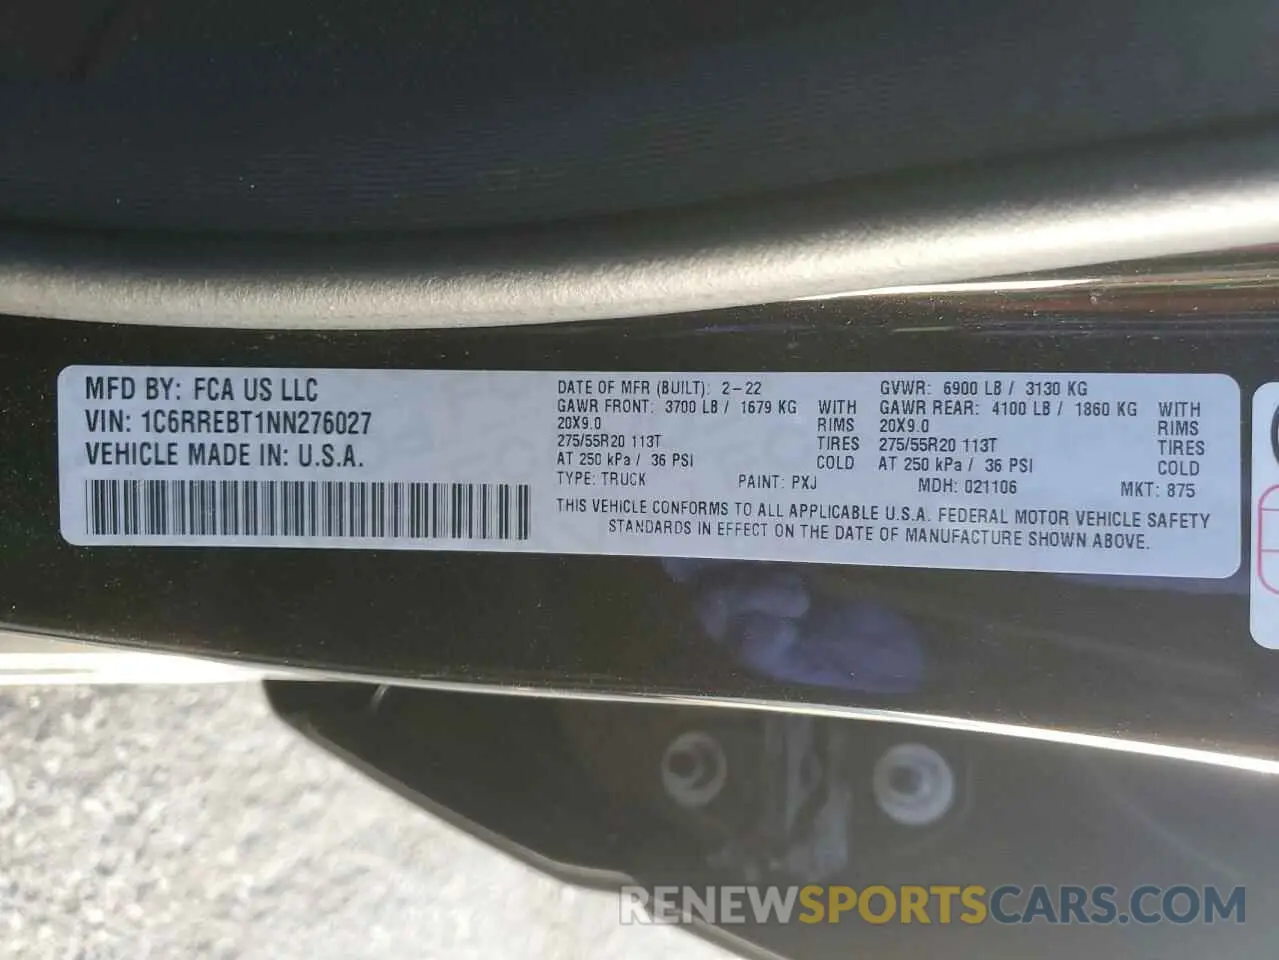 MFD BY: FCA US LLC
VIN: 1C6RREBT1NN276027
VEHICLE MADE IN: U.S.A.
DATE OF MFR (BUILT): 2-22
GAWR FRONT: 3700 LB / 1679 KG WITH
20X9.0 RIMS
275/55R20 113T TIRES
AT 250 kPa / 36 PSI COLD
GVWR: 6900 LB / 3130 KG
GAWR REAR: 4100 LB / 1860 KG WITH
20X9.0 RIMS
275/55R20 113T TIRES
AT 250 kPa / 36 PSI COLD
TYPE: TRUCK PAINT: PXJ MDH: 021106 MKT: 875
THIS VEHICLE CONFORMS TO ALL APPLICABLE U.S.A. FEDERAL MOTOR VEHICLE SAFETY
STANDARDS IN EFFECT ON THE DATE OF MANUFACTURE SHOWN ABOVE.
RENEWSPORTSCARS.COM